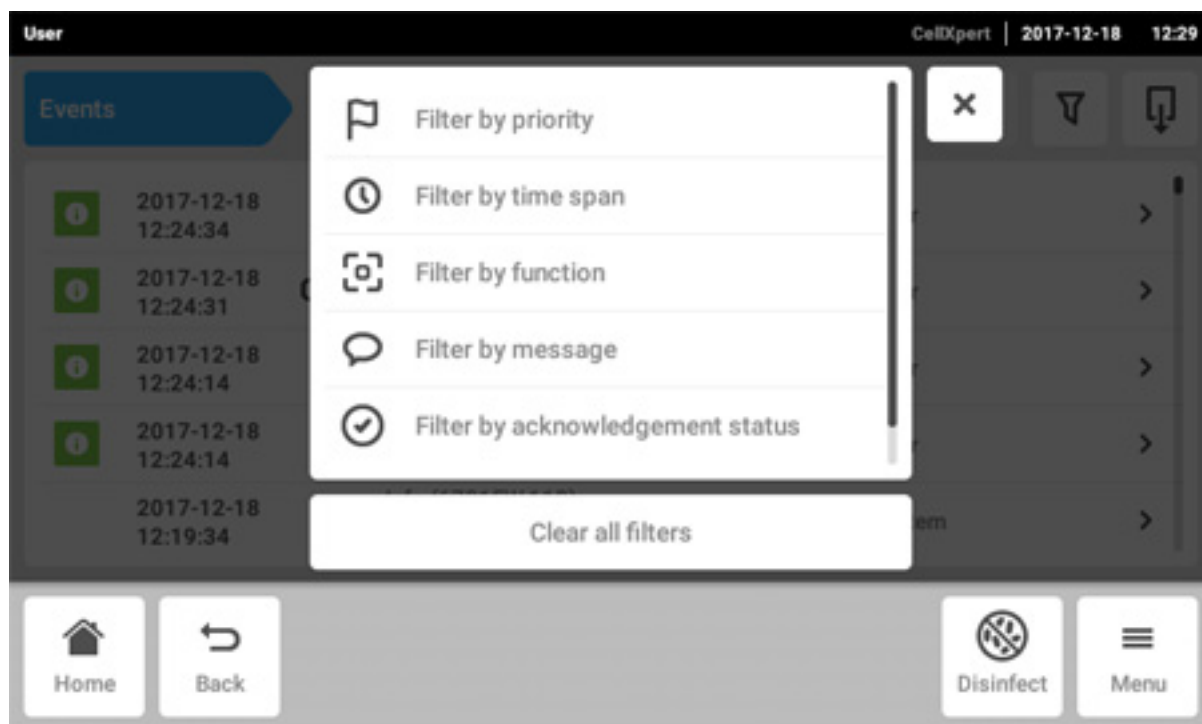 User
CellXpert | 2017-12-18 12:29
Events
Filter by priority
Filter by time span
Filter by function
Filter by message
Filter by acknowledgement status
Clear all filters
2017-12-18
12:24:34
2017-12-18
12:24:31
2017-12-18
12:24:14
2017-12-18
12:24:14
2017-12-18
12:19:34
Home
Back
Disinfect
Menu